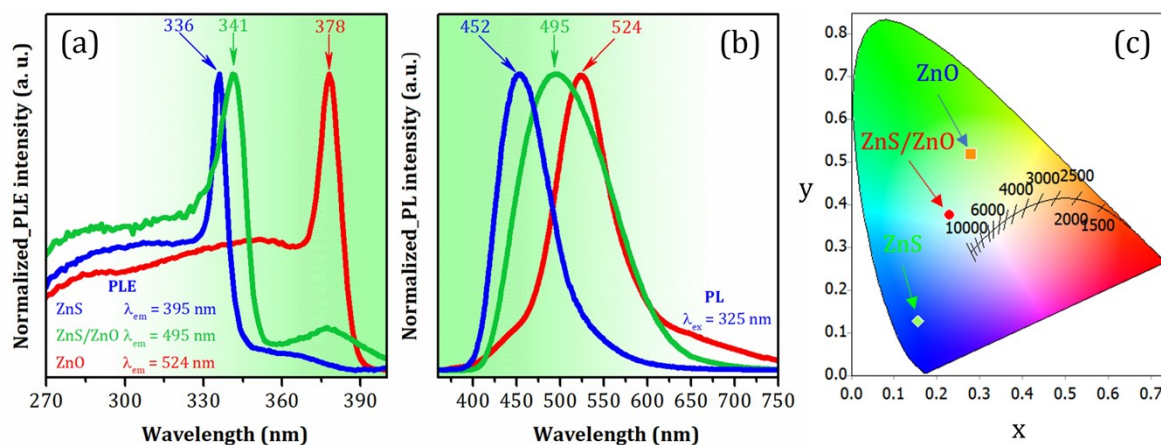 (a)
336
341
378
Normalized_PLE intensity (a. u.)
PLE
ZnS λem = 395 nm
ZnS/ZnO λem = 495 nm
ZnO λem = 524 nm
270 300 330 360 390
Wavelength (nm)
(b)
452
495
524
Normalized_PL intensity (a.u.)
PL
λex = 325 nm
400 450 500 550 600 650 700 750
Wavelength (nm)
(c)
0.8
0.7
0.6
0.5
0.4
0.3
0.2
0.1
0.0
y
ZnO
ZnS/ZnO
ZnS
2500
3000
4000
6000
10000
2000
1500
0.0 0.1 0.2 0.3 0.4 0.5 0.6 0.7
x